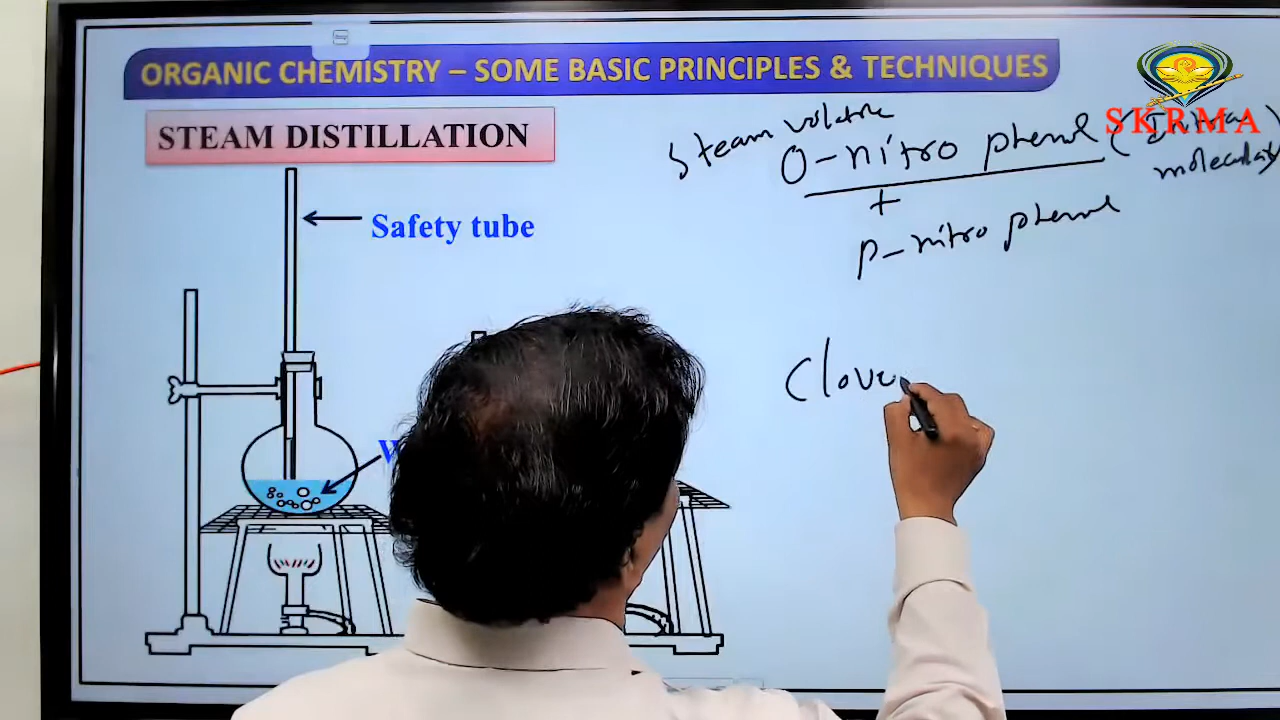 ORGANIC CHEMISTRY – SOME BASIC PRINCIPLES & TECHNIQUES
SKRMA
STEAM DISTILLATION
Steam volatile
O-nitro phenol (Intra
molecular)
+
p-nitro phenol
Safety tube
Clove
W